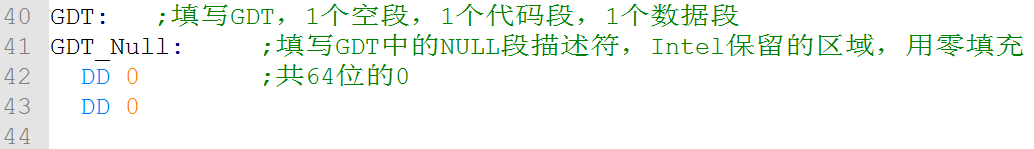 40 GDT:   ;填写GDT，1个空段，1个代码段，1个数据段
41 GDT_Null:     ;填写GDT中的NULL段描述符，Intel保留的区域，用零填充
42   DD 0        ;共64位的0
43   DD 0
44